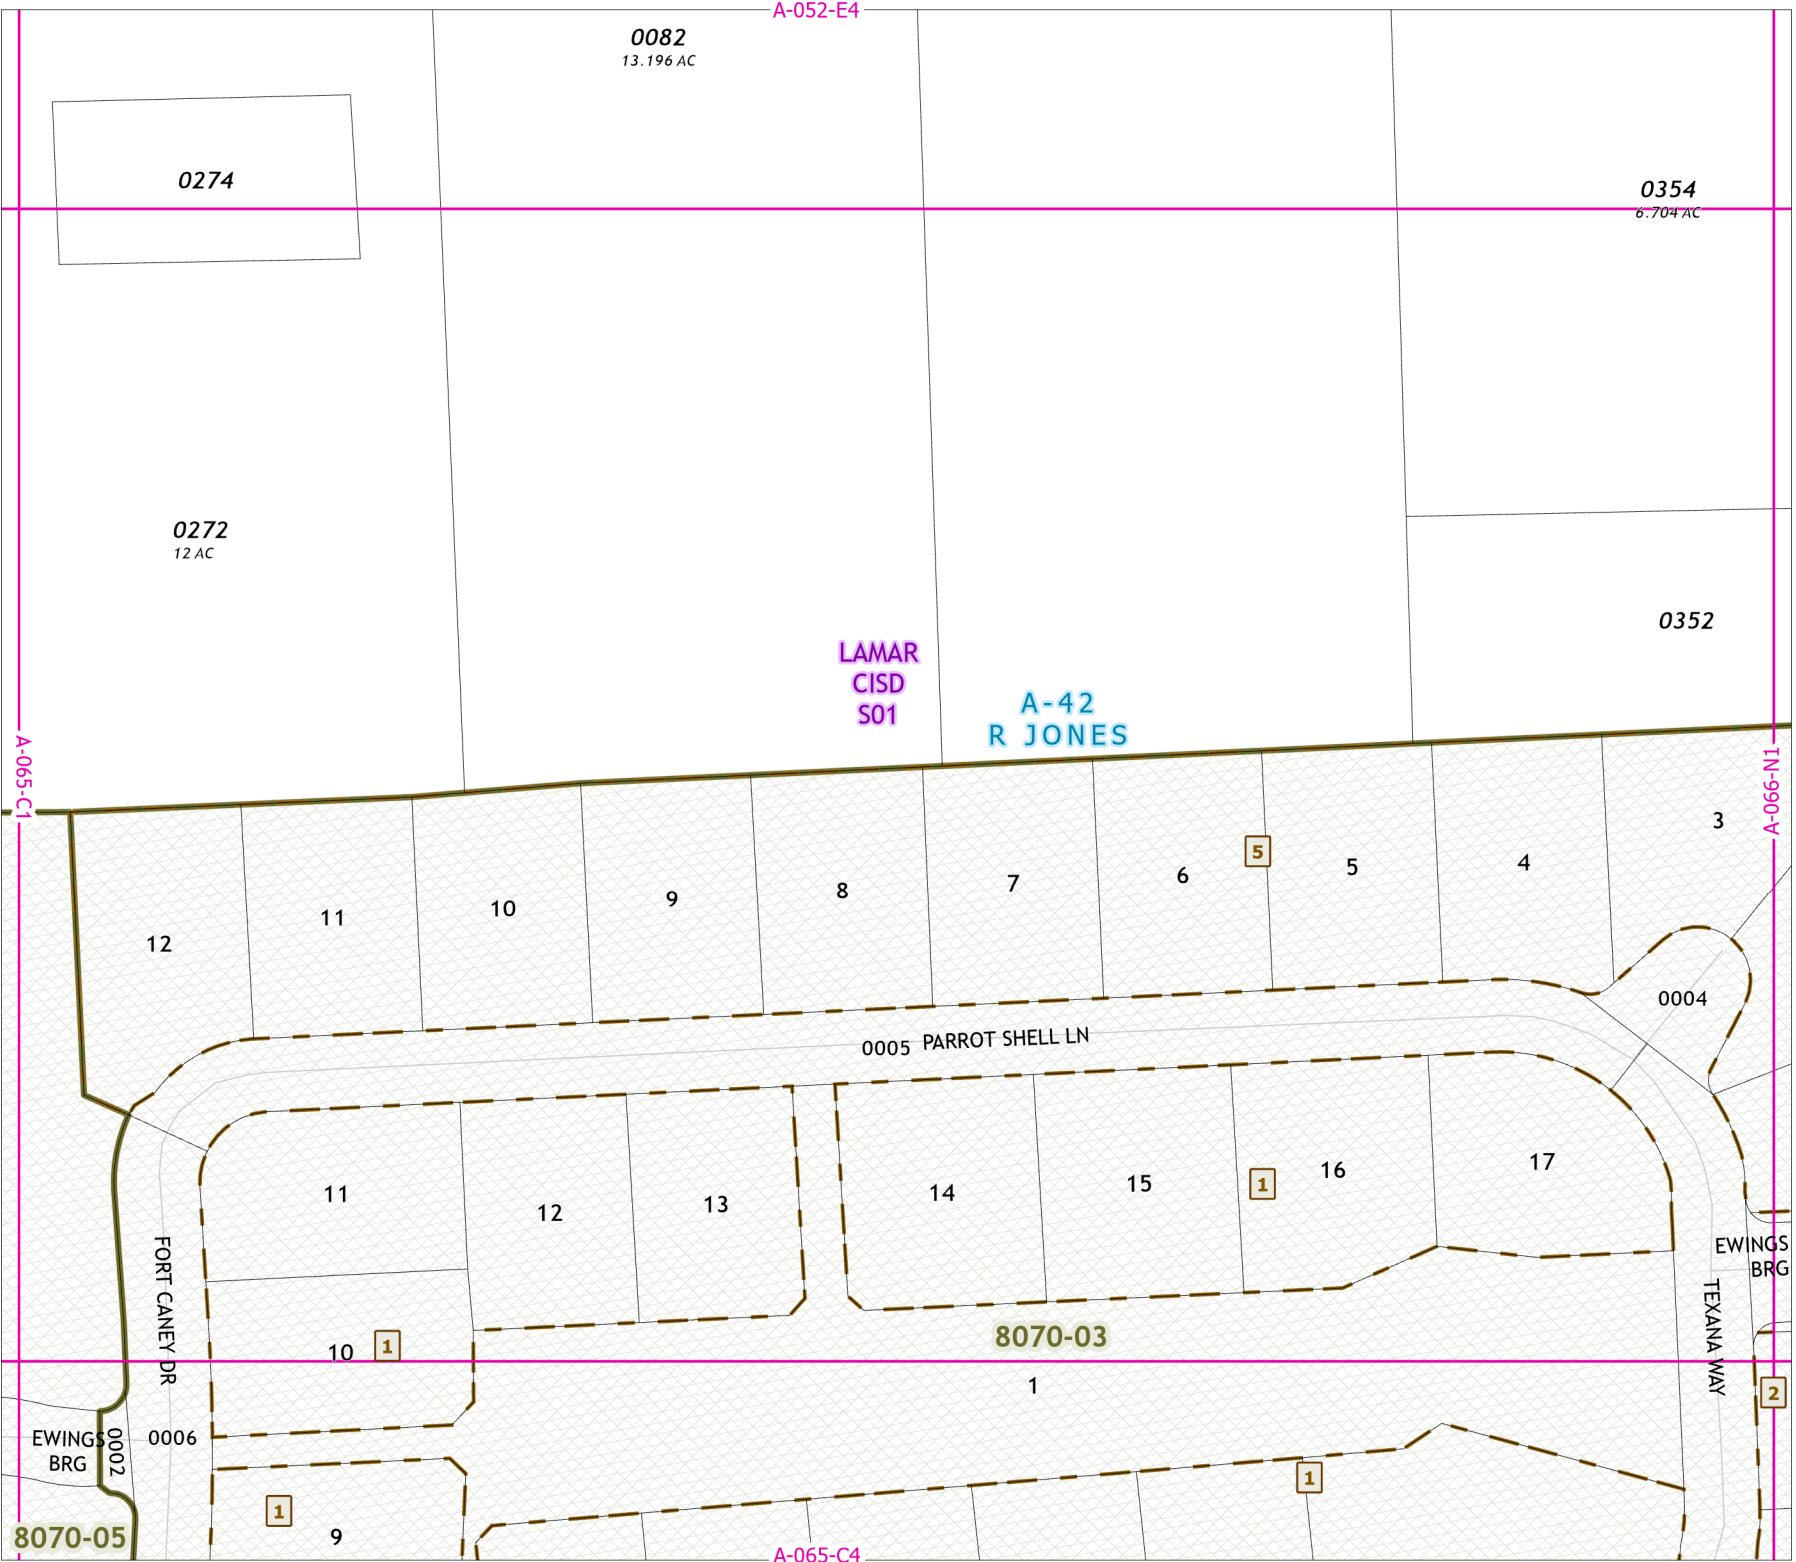 A-052-E4
0082
13.196 AC
0274
0354
6.704 AC
0272
12 AC
0352
LAMAR
CISD
S01
A-42
R JONES
A-065-C1
A-066-N1
3
5
4
5
6
7
8
9
10
11
12
0004
0005
PARROT SHELL LN
11
12
13
14
15
1
16
17
EWINGS
BRG
FORT CANEY DR
TEXANA WAY
8070-03
10
1
1
2
EWINGS
BRG
0002
0006
1
1
9
8070-05
A-065-C4